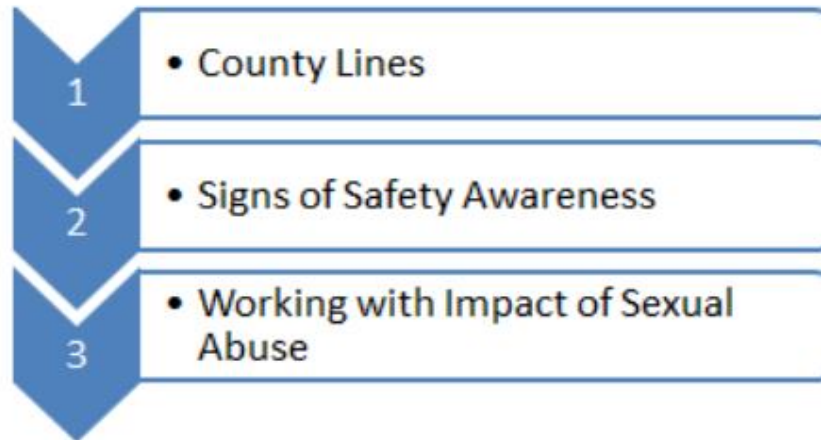 1
• County Lines
2
• Signs of Safety Awareness
3
• Working with Impact of Sexual
Abuse